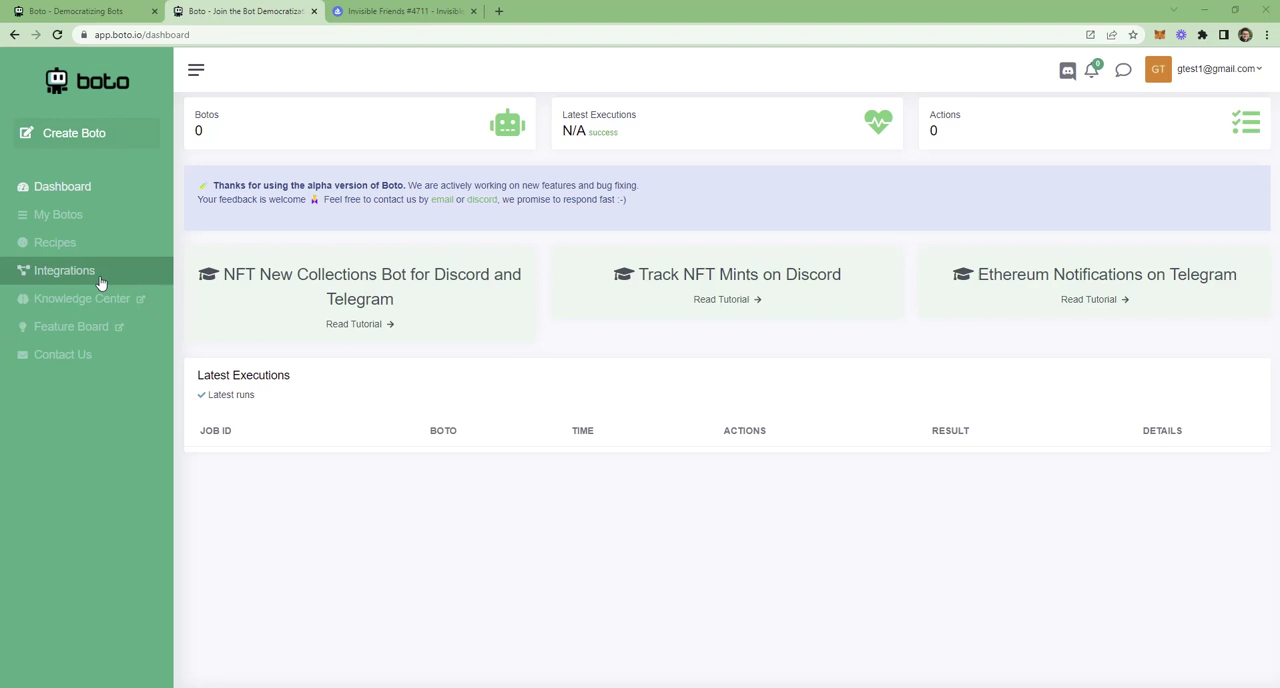 Boto - Democratizing Bots
Boto - Join the Bot Democratizat
Invisible Friends #4711 - Invisibl
app.boto.io/dashboard
boto
0
GT
gtest1@gmail.com
Create Boto
Dashboard
My Botos
Recipes
Integrations
Knowledge Center
Feature Board
Contact Us
Botos
0
Latest Executions
N/A success
Actions
0
Thanks for using the alpha version of Boto. We are actively working on new features and bug fixing.
Your feedback is welcome Feel free to contact us by email or discord, we promise to respond fast :-)
NFT New Collections Bot for Discord and
Telegram
Read Tutorial
Track NFT Mints on Discord
Read Tutorial
Ethereum Notifications on Telegram
Read Tutorial
Latest Executions
Latest runs
JOB ID BOTO TIME ACTIONS RESULT DETAILS